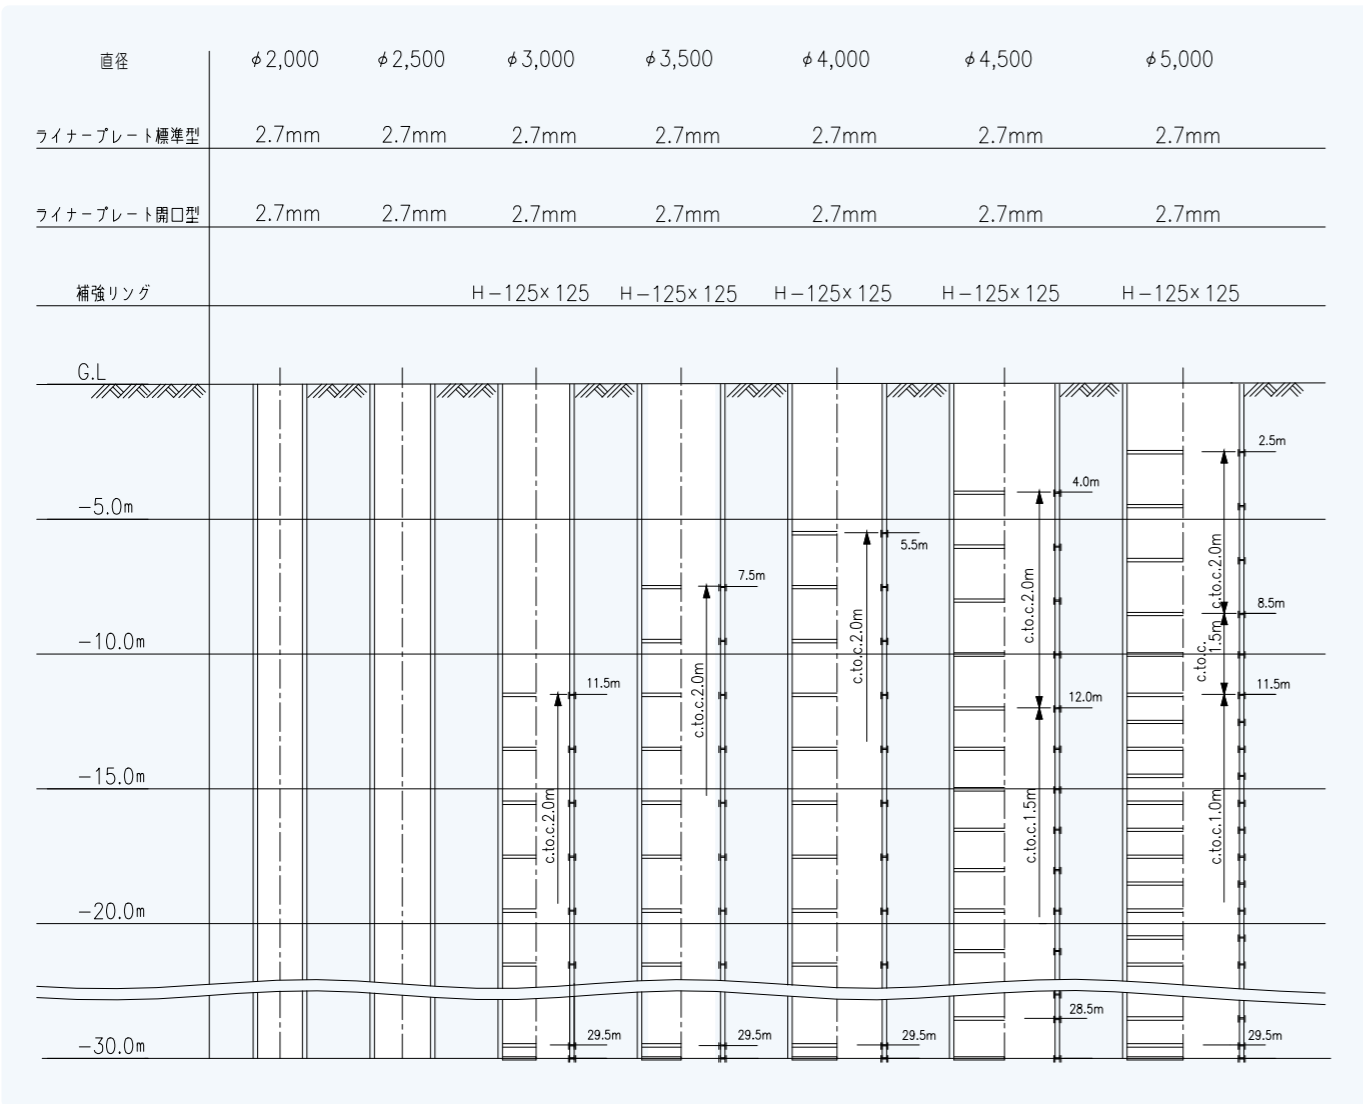 直径 φ2,000 φ2,500 φ3,000 φ3,500 φ4,000 φ4,500 φ5,000
ライナープレート標準型 2.7mm 2.7mm 2.7mm 2.7mm 2.7mm 2.7mm 2.7mm
ライナープレート開口型 2.7mm 2.7mm 2.7mm 2.7mm 2.7mm 2.7mm 2.7mm
補強リング H-125×125 H-125×125 H-125×125 H-125×125 H-125×125
G.L
2.5m
4.0m
-5.0m
5.5m
7.5m
c.to.c.2.0m
c.to.c.2.0m
8.5m
c.to.c.2.0m
-10.0m
c.to.c.
1.5m
c.to.c.2.0m
11.5m
11.5m
12.0m
-15.0m
c.to.c.2.0m
c.to.c.1.5m
c.to.c.1.0m
-20.0m
28.5m
29.5m 29.5m 29.5m 29.5m
-30.0m